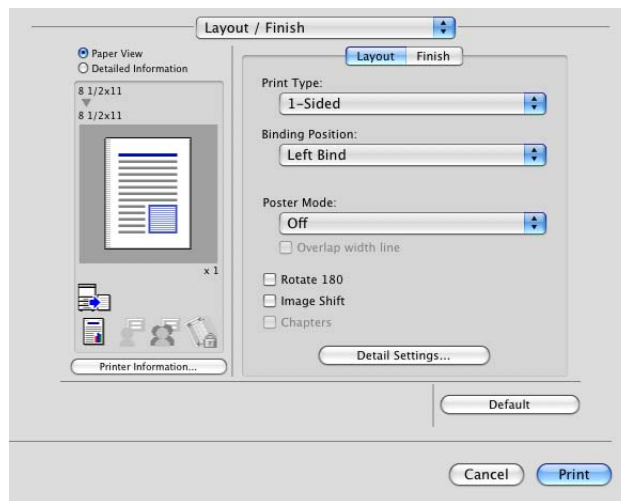 Layout / Finish
Paper View
Detailed Information
8 1/2x11
8 1/2x11
x 1
Printer Information...
Layout Finish
Print Type:
1-Sided
Binding Position:
Left Bind
Poster Mode:
Off
Overlap width line
Rotate 180
Image Shift
Chapters
Detail Settings...
Default
Cancel Print